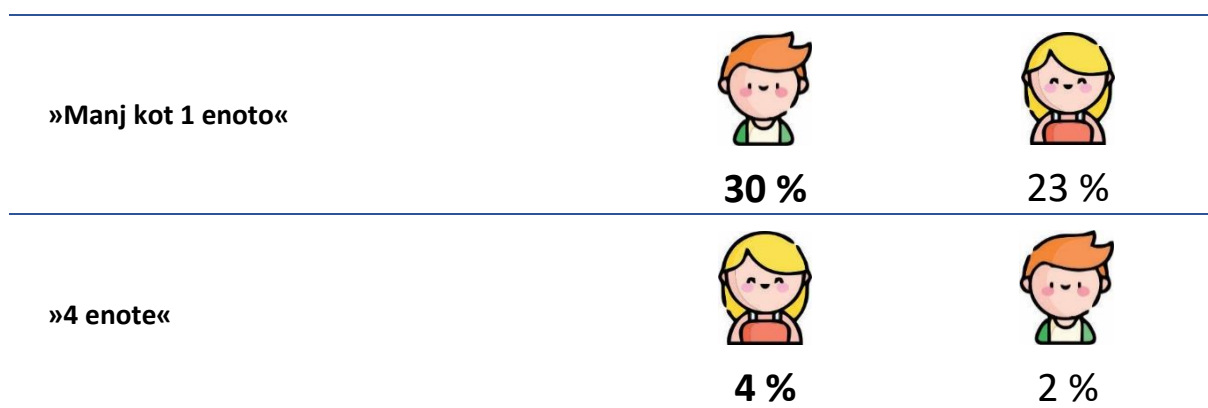 »Manj kot 1 enoto«
30 % 23 %
»4 enote«
4 % 2 %